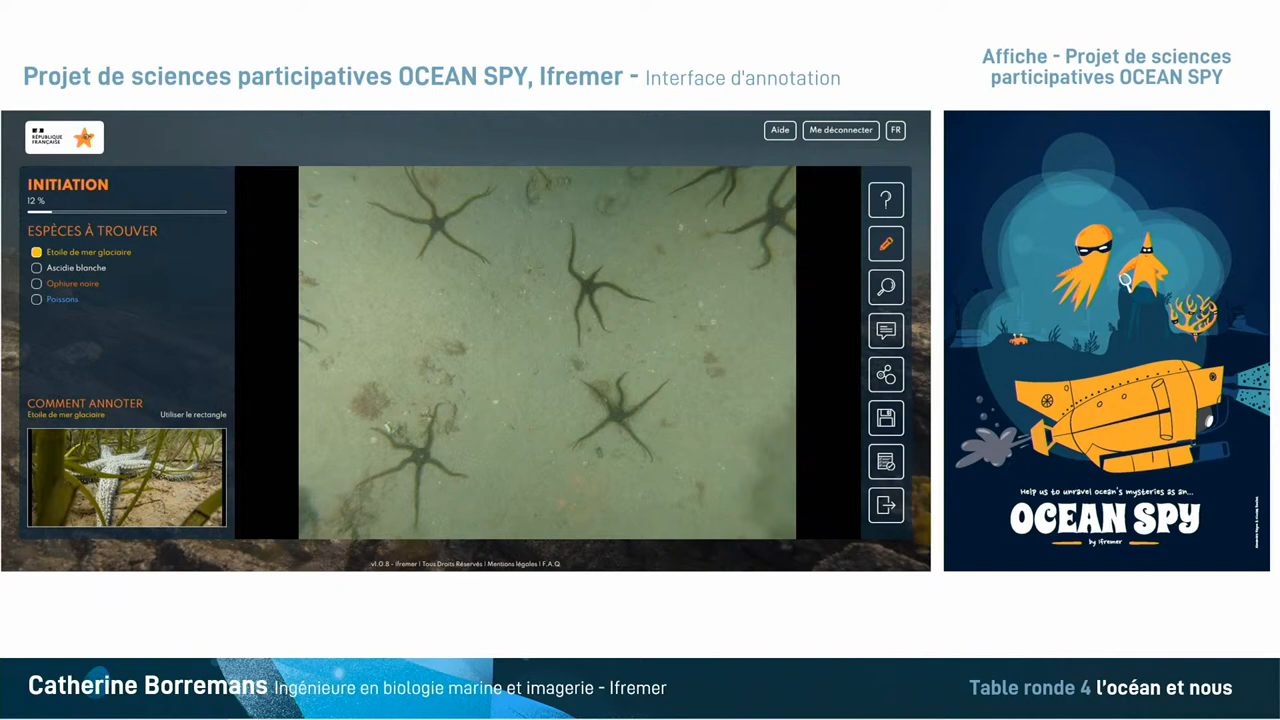 Projet de sciences participatives OCEAN SPY, Ifremer - Interface d'annotation
Affiche - Projet de sciences
participatives OCEAN SPY
RÉPUBLIQUE
FRANÇAISE
Aide
Me déconnecter
FR
INITIATION
12 %
ESPÈCES À TROUVER
Etoile de mer glaciaire
Ascidie blanche
Ophiure noire
Poissons
COMMENT ANNOTER
Etoile de mer glaciaire
Utiliser le rectangle
?
v1.0.8 - Ifremer | Tous Droits Réservés | Mentions légales | F.A.Q
Help us to unravel ocean's mysteries as an...
OCEAN SPY
by Ifremer
Catherine Borremans Ingénieure en biologie marine et imagerie - Ifremer
Table ronde 4 l'océan et nous